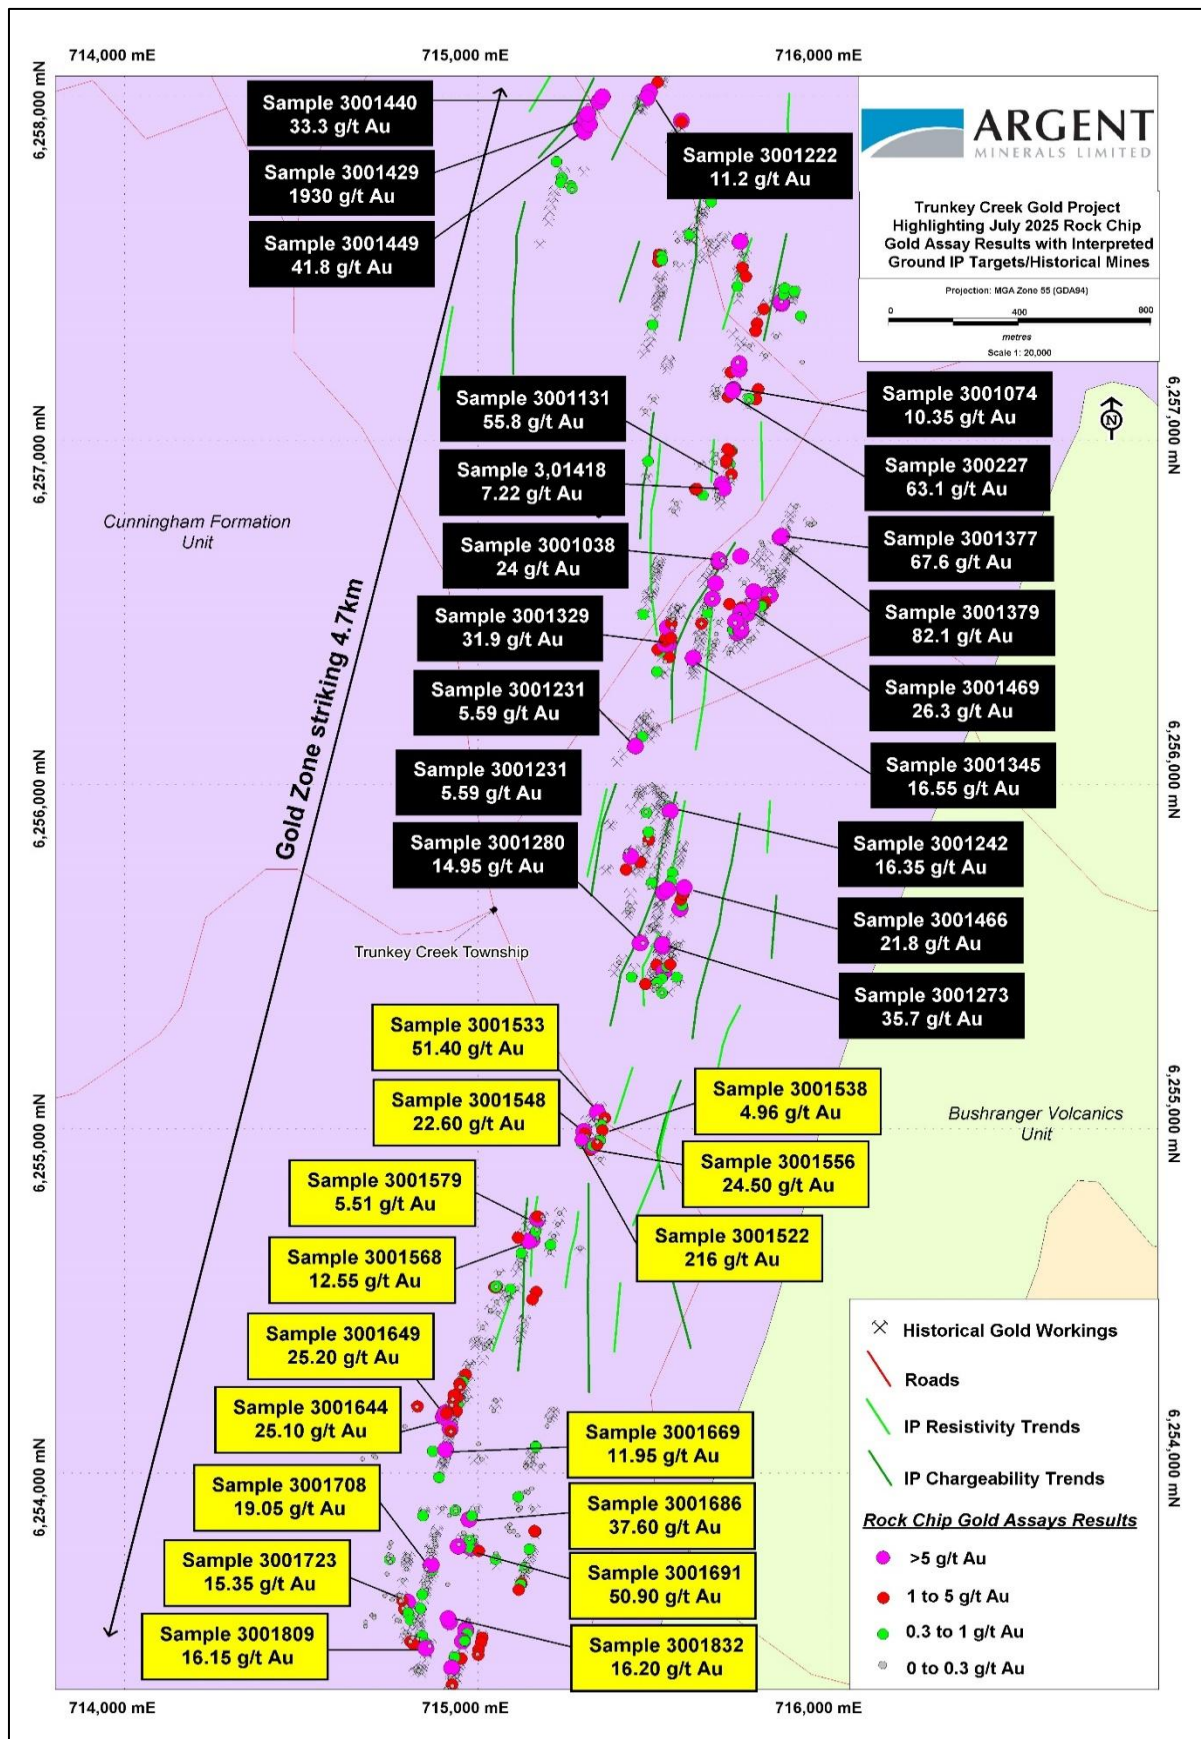 714,000 mE
715,000 mE
716,000 mE
6,258,000 mN
6,257,000 mN
6,256,000 mN
6,255,000 mN
6,254,000 mN
Sample 3001440
33.3 g/t Au
Sample 3001429
1930 g/t Au
Sample 3001449
41.8 g/t Au
Sample 3001222
11.2 g/t Au
ARGENT
MINERALS LIMITED
Trunkey Creek Gold Project
Highlighting July 2025 Rock Chip
Gold Assay Results with Interpreted
Ground IP Targets/Historical Mines
Projection: MGA Zone 55 (GDA94)
0 400 800
metres
Scale 1: 20,000
N
6,257,000 mN
6,256,000 mN
6,255,000 mN
6,254,000 mN
Sample 3001131
55.8 g/t Au
Sample 3,01418
7.22 g/t Au
Sample 3001038
24 g/t Au
Sample 3001329
31.9 g/t Au
Sample 3001231
5.59 g/t Au
Sample 3001231
5.59 g/t Au
Sample 3001280
14.95 g/t Au
Sample 3001074
10.35 g/t Au
Sample 300227
63.1 g/t Au
Sample 3001377
67.6 g/t Au
Sample 3001379
82.1 g/t Au
Sample 3001469
26.3 g/t Au
Sample 3001345
16.55 g/t Au
Sample 3001242
16.35 g/t Au
Sample 3001466
21.8 g/t Au
Sample 3001273
35.7 g/t Au
Cunningham Formation
Unit
Gold Zone striking 4.7km
Trunkey Creek Township
Bushranger Volcanics
Unit
Sample 3001533
51.40 g/t Au
Sample 3001548
22.60 g/t Au
Sample 3001538
4.96 g/t Au
Sample 3001556
24.50 g/t Au
Sample 3001522
216 g/t Au
Sample 3001579
5.51 g/t Au
Sample 3001568
12.55 g/t Au
Sample 3001649
25.20 g/t Au
Sample 3001644
25.10 g/t Au
Sample 3001669
11.95 g/t Au
Sample 3001708
19.05 g/t Au
Sample 3001686
37.60 g/t Au
Sample 3001723
15.35 g/t Au
Sample 3001691
50.90 g/t Au
Sample 3001809
16.15 g/t Au
Sample 3001832
16.20 g/t Au
Historical Gold Workings
Roads
IP Resistivity Trends
IP Chargeability Trends
Rock Chip Gold Assays Results
>5 g/t Au
1 to 5 g/t Au
0.3 to 1 g/t Au
0 to 0.3 g/t Au
714,000 mE
715,000 mE
716,000 mE